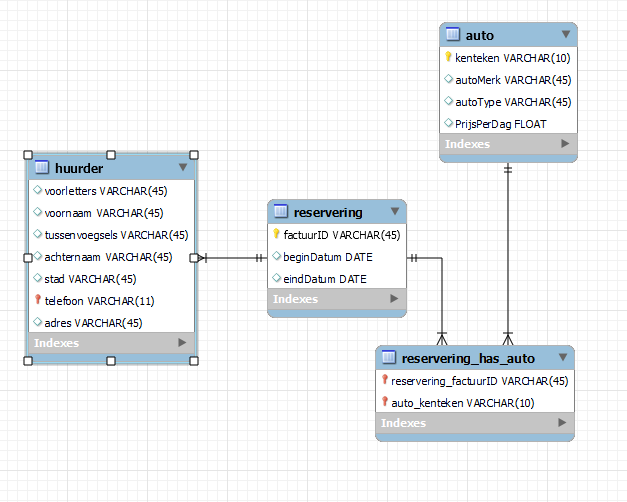 auto
kenteken VARCHAR(10)
autoMerk VARCHAR(45)
autoType VARCHAR(45)
PrijsPerDag FLOAT
Indexes
huurder
voorletters VARCHAR(45)
voornaam VARCHAR(45)
tussenvoegsels VARCHAR(45)
achternaam VARCHAR(45)
stad VARCHAR(45)
telefoon VARCHAR(11)
adres VARCHAR(45)
Indexes
reservering
factuurID VARCHAR(45)
beginDatum DATE
eindDatum DATE
Indexes
reservering_has_auto
reservering_factuurID VARCHAR(45)
auto_kenteken VARCHAR(10)
Indexes